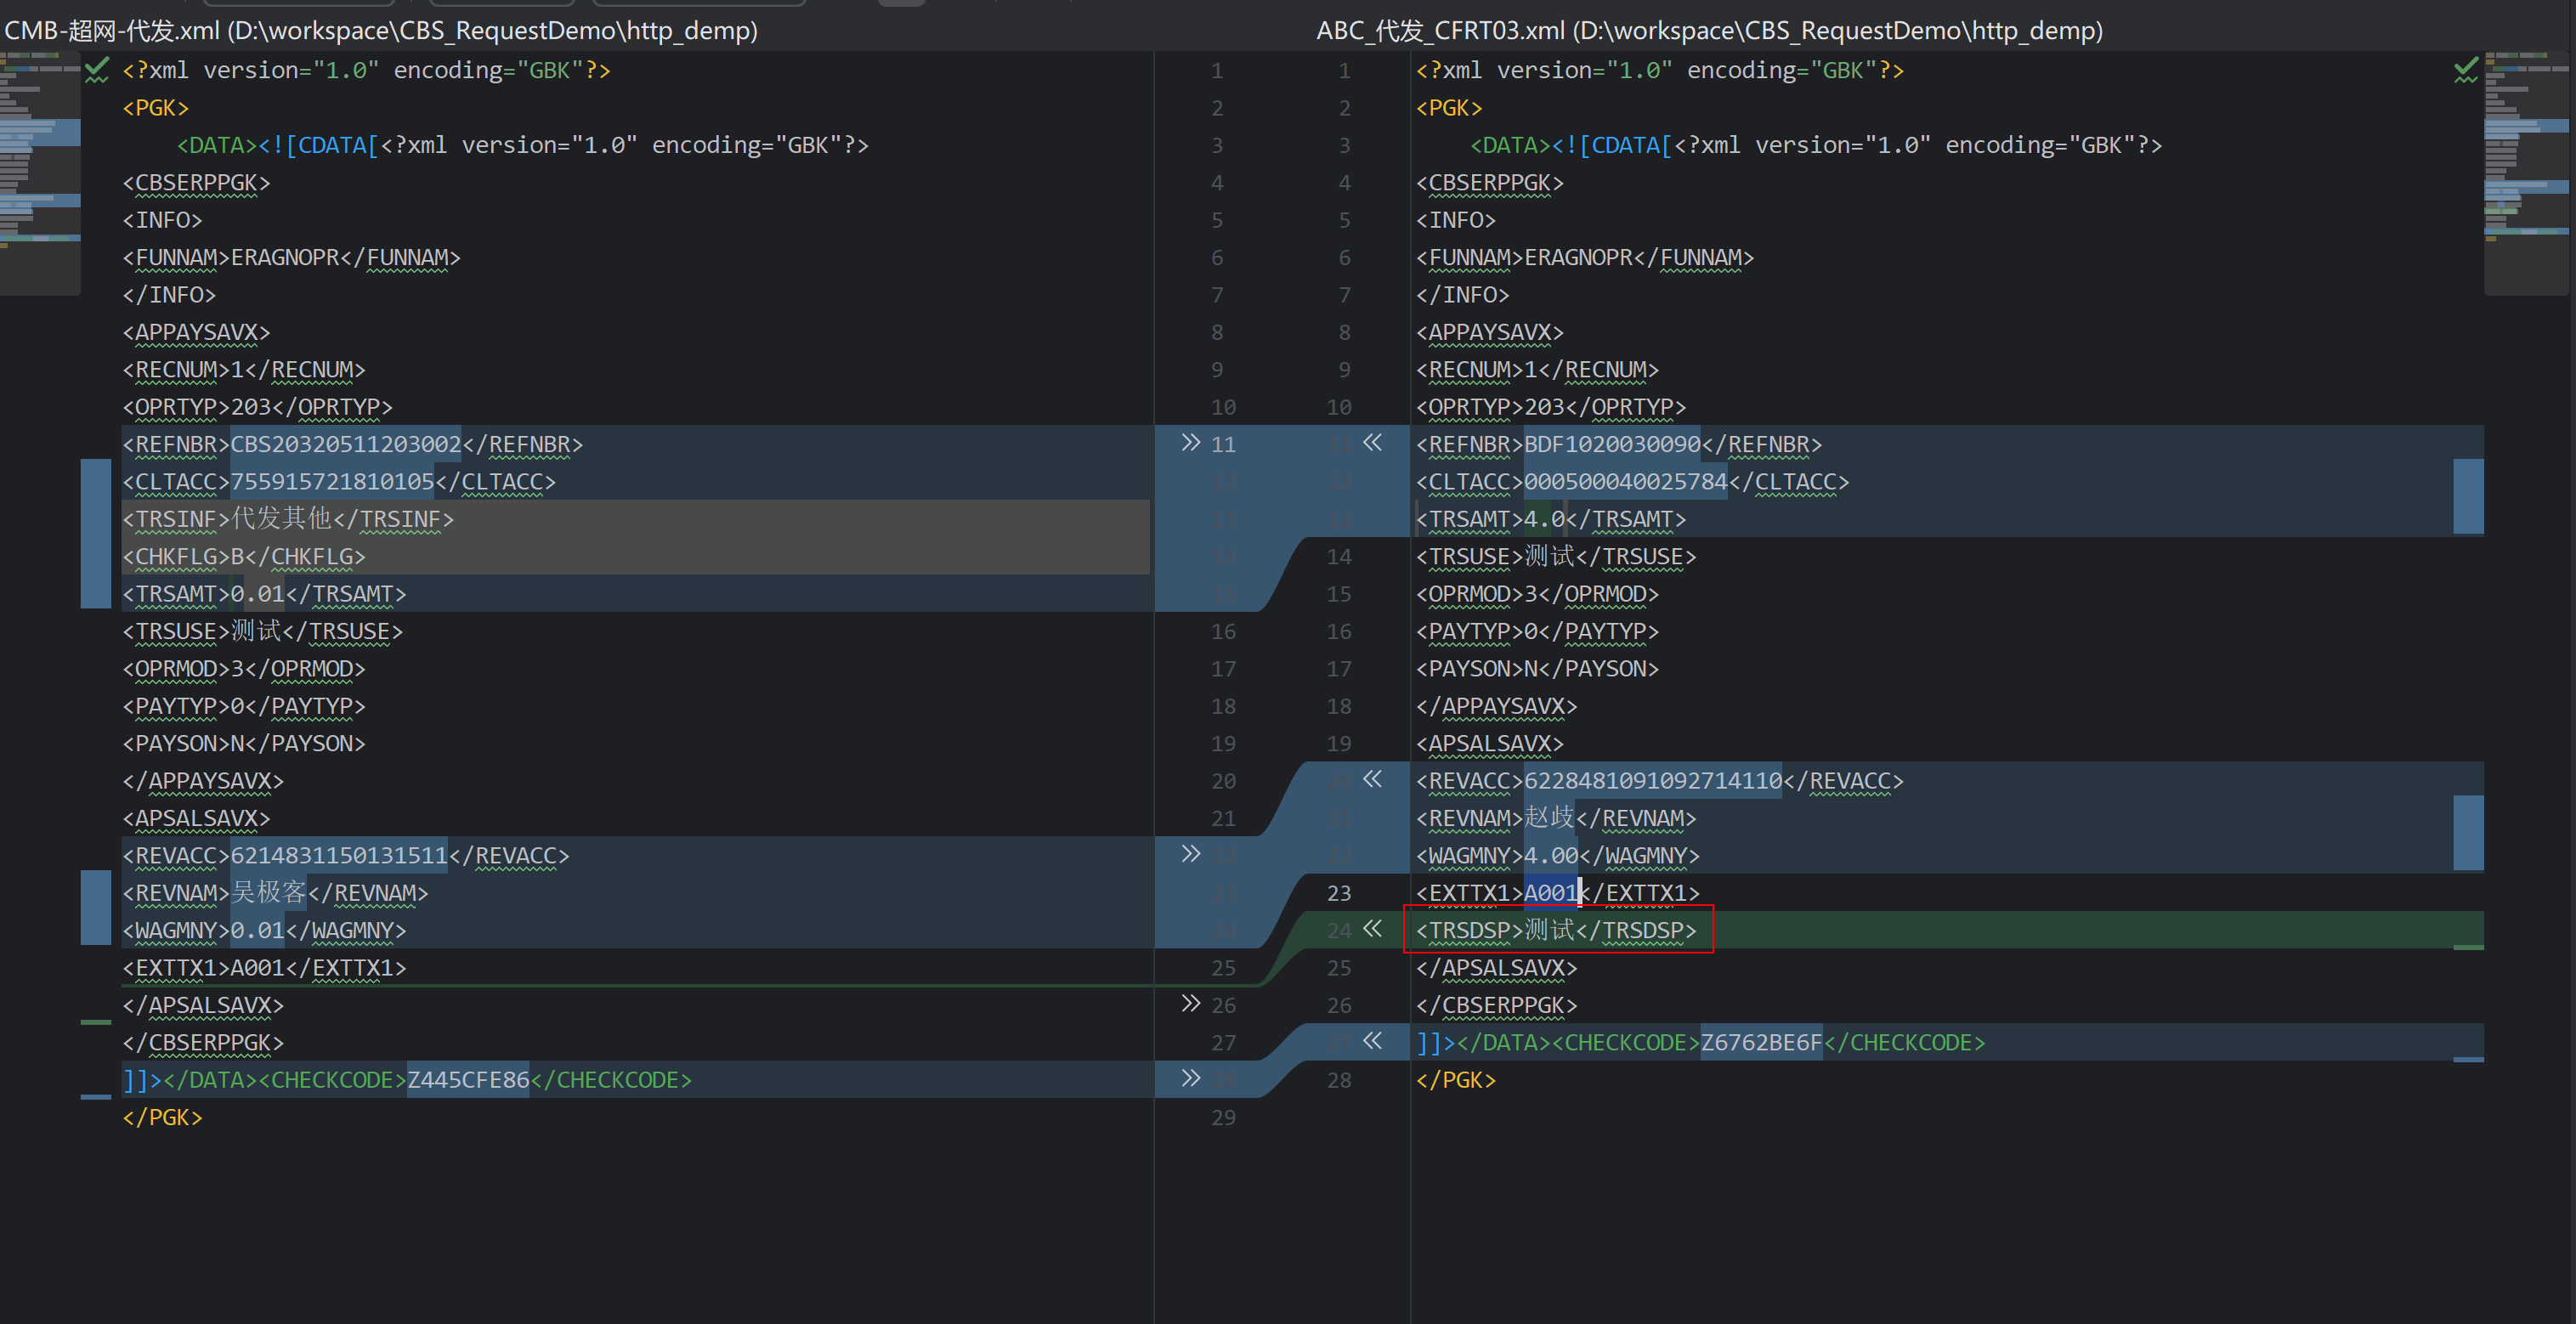 CMB-超网-代发.xml (D:\workspace\CBS_RequestDemo\http_demp)
<?xml version="1.0" encoding="GBK"?>
<PGK>
<DATA><![CDATA[<?xml version="1.0" encoding="GBK"?>
<CBSERPPGK>
<INFO>
<FUNNAM>ERAGNOPR</FUNNAM>
</INFO>
<APPAYSAVX>
<RECNUM>1</RECNUM>
<OPRTYP>203</OPRTYP>
<REFNBR>CBS20320511203002</REFNBR>
<CLTACC>755915721810105</CLTACC>
<TRSINF>代发其他</TRSINF>
<CHKFLG>B</CHKFLG>
<TRSAMT>0.01</TRSAMT>
<TRSUSE>测试</TRSUSE>
<OPRMOD>3</OPRMOD>
<PAYTYP>0</PAYTYP>
<PAYSON>N</PAYSON>
</APPAYSAVX>
<APSALSAVX>
<REVACC>6214831150131511</REVACC>
<REVNAM>吴极客</REVNAM>
<WAGMNY>0.01</WAGMNY>
<EXTTX1>A001</EXTTX1>
</APSALSAVX>
</CBSERPPGK>
]]></DATA><CHECKCODE>Z445CFE86</CHECKCODE>
</PGK>
1
2
3
4
5
6
7
8
9
10
11
16
17
18
19
20
21
25
26
27
29
ABC_代发_CFRT03.xml (D:\workspace\CBS_RequestDemo\http_demp)
1 <?xml version="1.0" encoding="GBK"?>
2 <PGK>
3 <DATA><![CDATA[<?xml version="1.0" encoding="GBK"?>
4 <CBSERPPGK>
5 <INFO>
6 <FUNNAM>ERAGNOPR</FUNNAM>
7 </INFO>
8 <APPAYSAVX>
9 <RECNUM>1</RECNUM>
10 <OPRTYP>203</OPRTYP>
<REFNBR>BDF1020030090</REFNBR>
<CLTACC>000500040025784</CLTACC>
<TRSAMT>4.0</TRSAMT>
14 <TRSUSE>测试</TRSUSE>
15 <OPRMOD>3</OPRMOD>
16 <PAYTYP>0</PAYTYP>
17 <PAYSON>N</PAYSON>
18 </APPAYSAVX>
19 <APSALSAVX>
<REVACC>6228481091092714110</REVACC>
<REVNAM>赵歧</REVNAM>
<WAGMNY>4.00</WAGMNY>
23 <EXTTX1>A001</EXTTX1>
24 <TRSDSP>测试</TRSDSP>
25 </APSALSAVX>
26 </CBSERPPGK>
]]></DATA><CHECKCODE>Z6762BE6F</CHECKCODE>
28 </PGK>